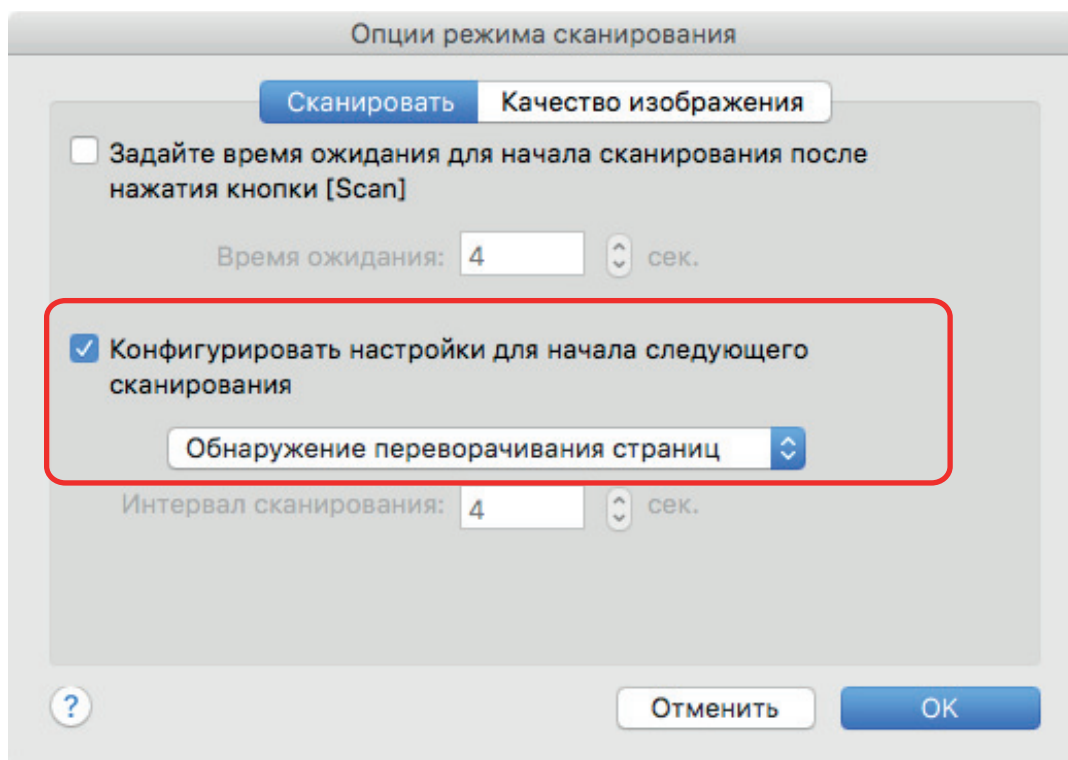 Опции режима сканирования
Сканировать Качество изображения
Задайте время ожидания для начала сканирования после
нажатия кнопки [Scan]
Время ожидания: 4 сек.
Конфигурировать настройки для начала следующего
сканирования
Обнаружение переворачивания страниц
Интервал сканирования: 4 сек.
? Отменить OK